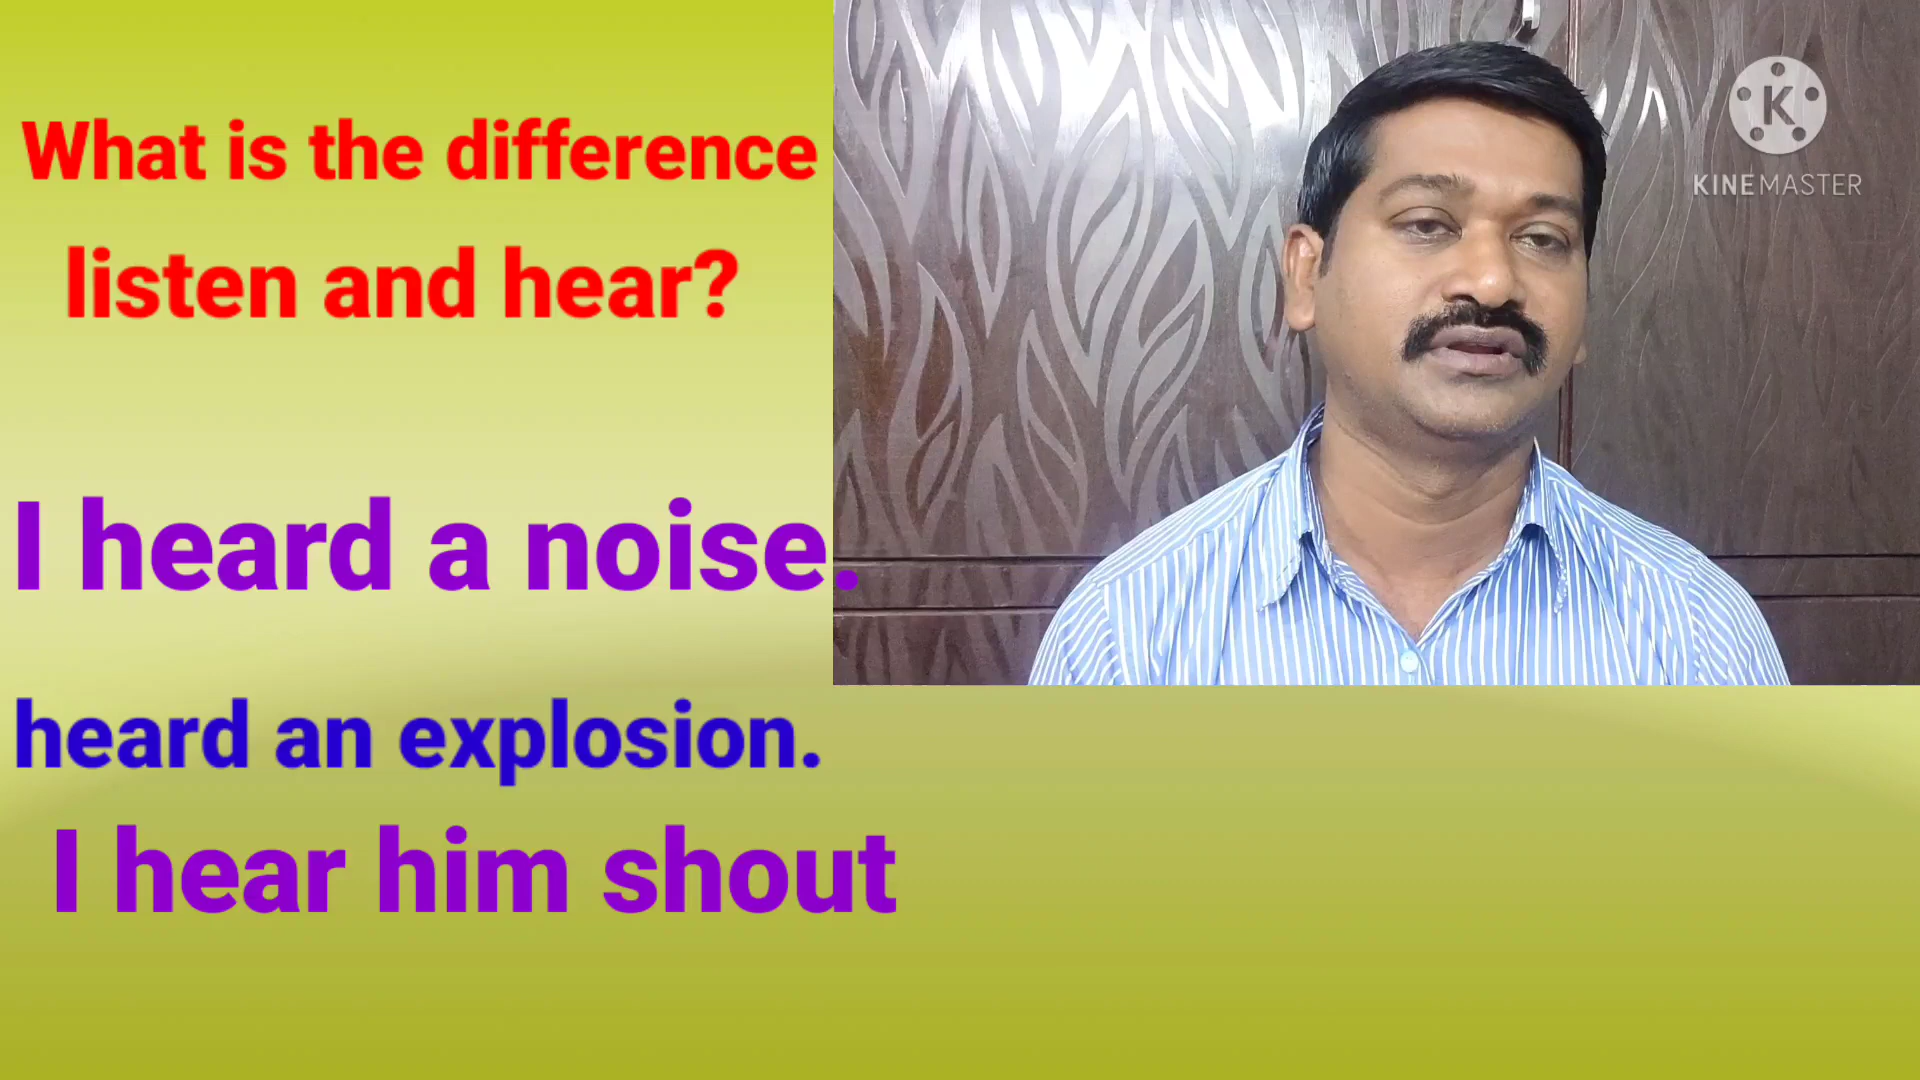 What is the difference
listen and hear?
I heard a noise.
heard an explosion.
I hear him shout
K
KINEMASTER